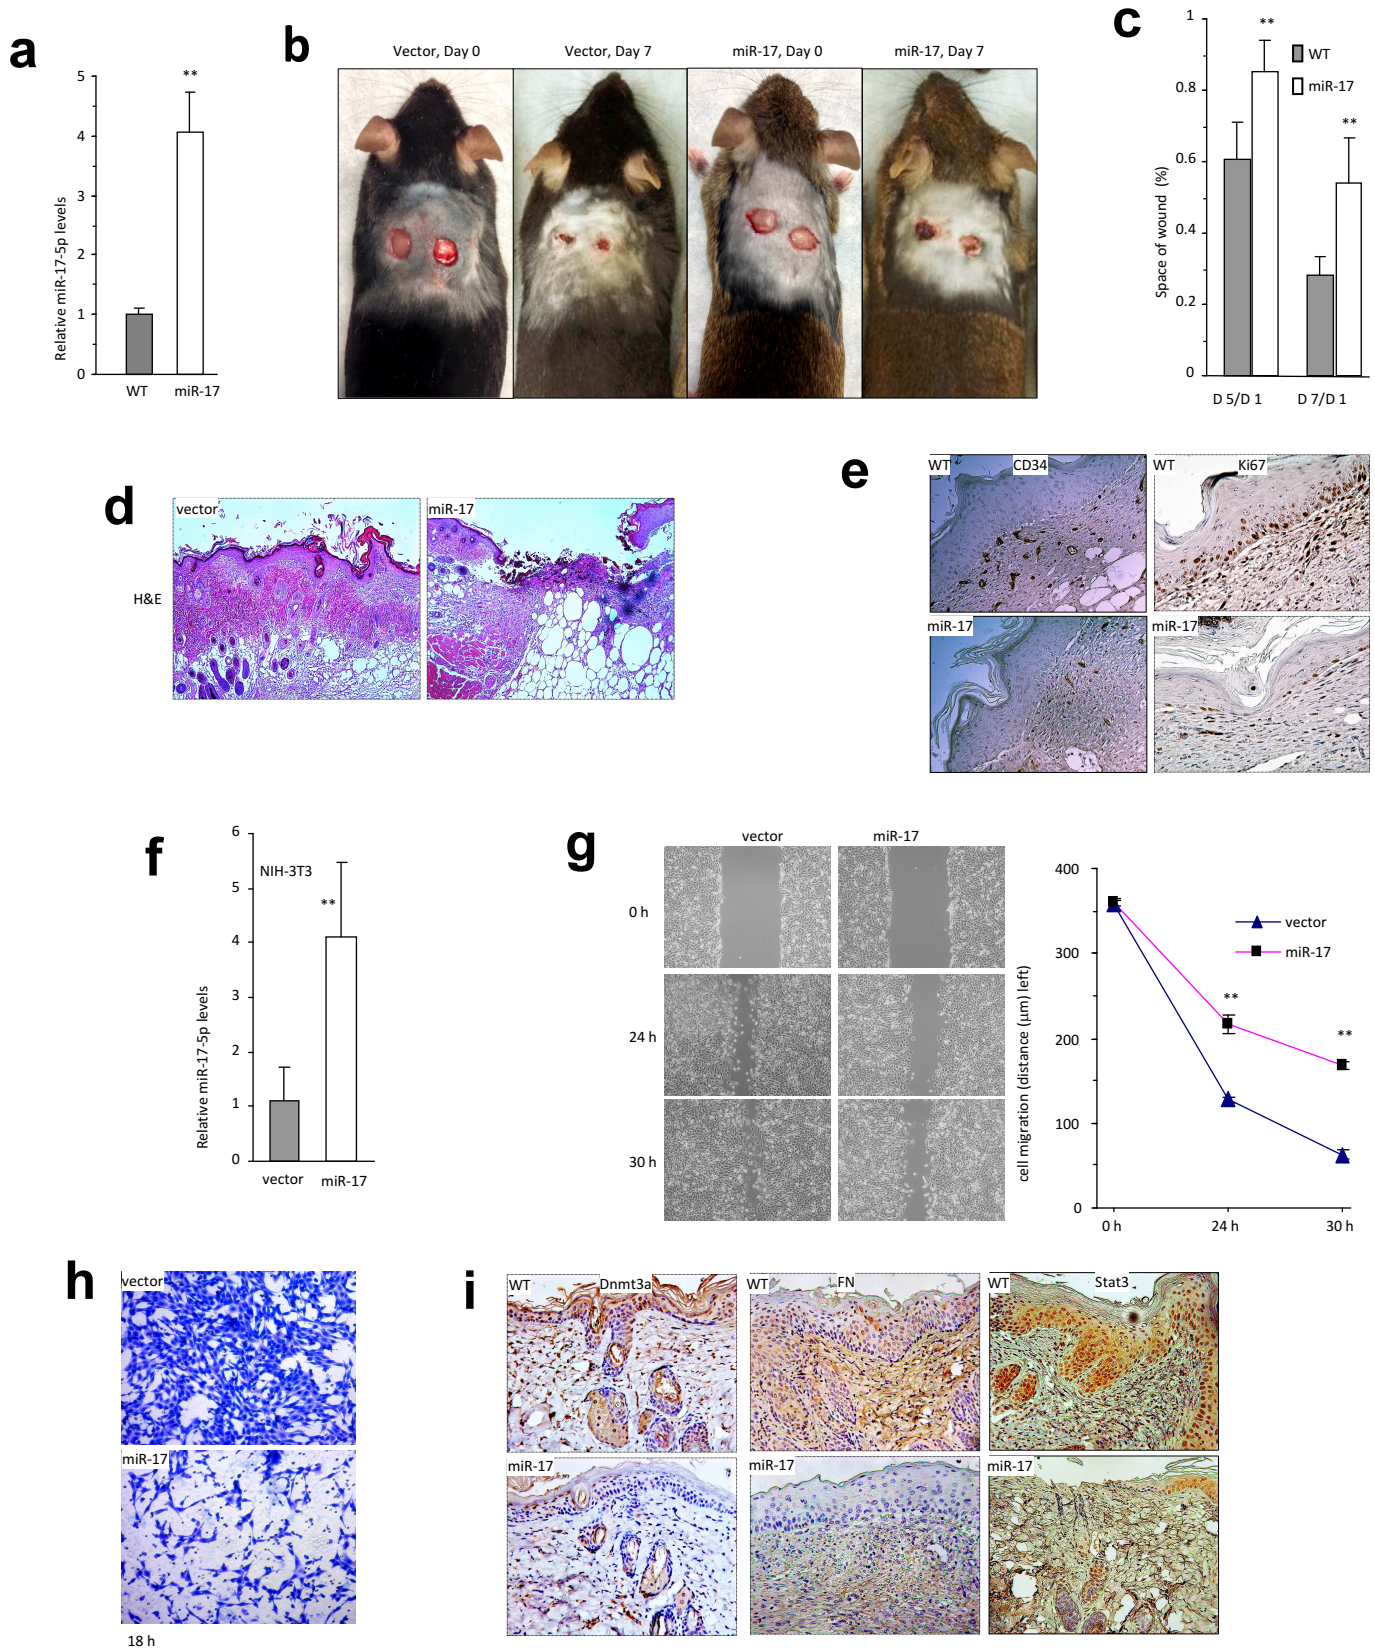 a
5
4
3
2
1
0
**
Relative miR-17-5p levels
WT
miR-17
b
Vector, Day 0
Vector, Day 7
miR-17, Day 0
miR-17, Day 7
c
1
0.8
0.6
0.4
0.2
0
**
**
WT
miR-17
Space of wound (%)
D 5/D 1
D 7/D 1
d
vector
miR-17
H&E
e
WT
CD34
WT
Ki67
miR-17
miR-17
f
6
5
4
3
2
1
0
NIH-3T3
**
Relative miR-17-5p levels
vector
miR-17
g
vector
miR-17
0 h
24 h
30 h
400
300
200
100
0
vector
miR-17
**
**
cell migration (distance (μm) left)
0 h
24 h
30 h
h
vector
miR-17
18 h
i
WT
Dnmt3a
WT
FN
WT
Stat3
miR-17
miR-17
miR-17